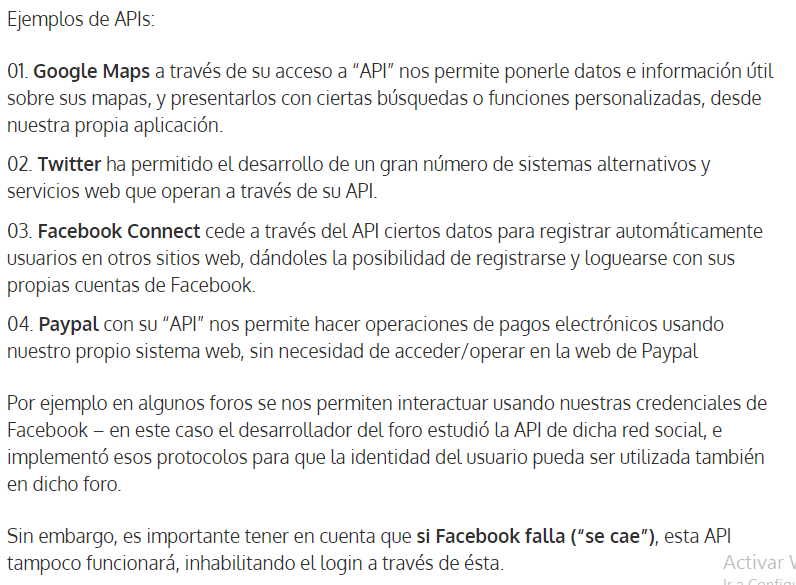 Ejemplos de APIs:
01. Google Maps a través de su acceso a “API” nos permite ponerle datos e información útil
sobre sus mapas, y presentarlos con ciertas búsquedas o funciones personalizadas, desde
nuestra propia aplicación.
02. Twitter ha permitido el desarrollo de un gran número de sistemas alternativos y
servicios web que operan a través de su API.
03. Facebook Connect cede a través del API ciertos datos para registrar automáticamente
usuarios en otros sitios web, dándoles la posibilidad de registrarse y loguearse con sus
propias cuentas de Facebook.
04. Paypal con su “API” nos permite hacer operaciones de pagos electrónicos usando
nuestro propio sistema web, sin necesidad de acceder/operar en la web de Paypal
Por ejemplo en algunos foros se nos permiten interactuar usando nuestras credenciales de
Facebook – en este caso el desarrollador del foro estudió la API de dicha red social, e
implementó esos protocolos para que la identidad del usuario pueda ser utilizada también
en dicho foro.
Sin embargo, es importante tener en cuenta que si Facebook falla (“se cae”), esta API
tampoco funcionará, inhabilitando el login a través de ésta.
Activar